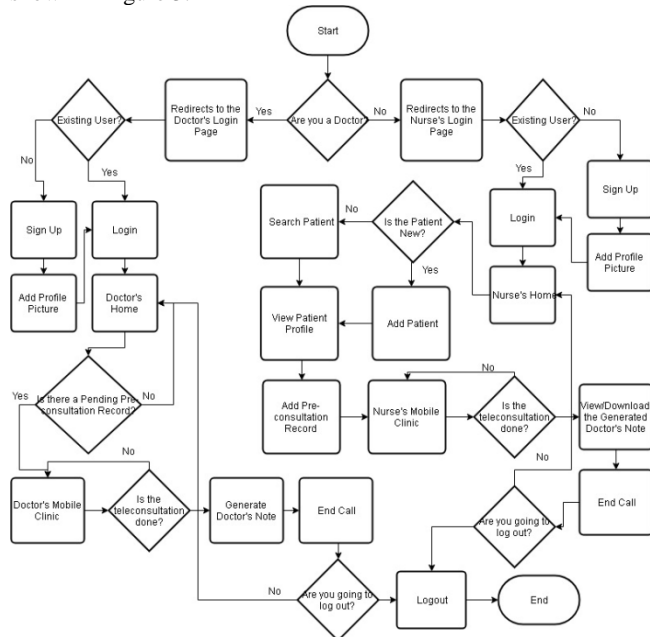 Start
Existing User?
Redirects to the
Doctor's Login
Page
Yes
Are you a Doctor
No
Redirects to the
Nurse's Login
Page
Existing User?
No
No
Yes
Yes
Sign Up
Login
Search Patient
No
Is the Patient
New?
Login
Sign Up
Add Profile
Picture
Doctor's
Home
Yes
Nurse's Home
Add Profile
Picture
View Patient
Profile
Add Patient
Yes
Is there a Pending Pre-
consultation Record?
No
No
Add Pre-
consultation
Record
Nurse's Mobile
Clinic
Is the
teleconsultation
done?
View/Download
the Generated
Doctor's Note
No
No
Doctor's Mobile
Clinic
Is the
teleconsultation
done?
Generate
Doctor's Note
End Call
Are you going to
log out?
End Call
No
Are you going to
log out?
Logout
End